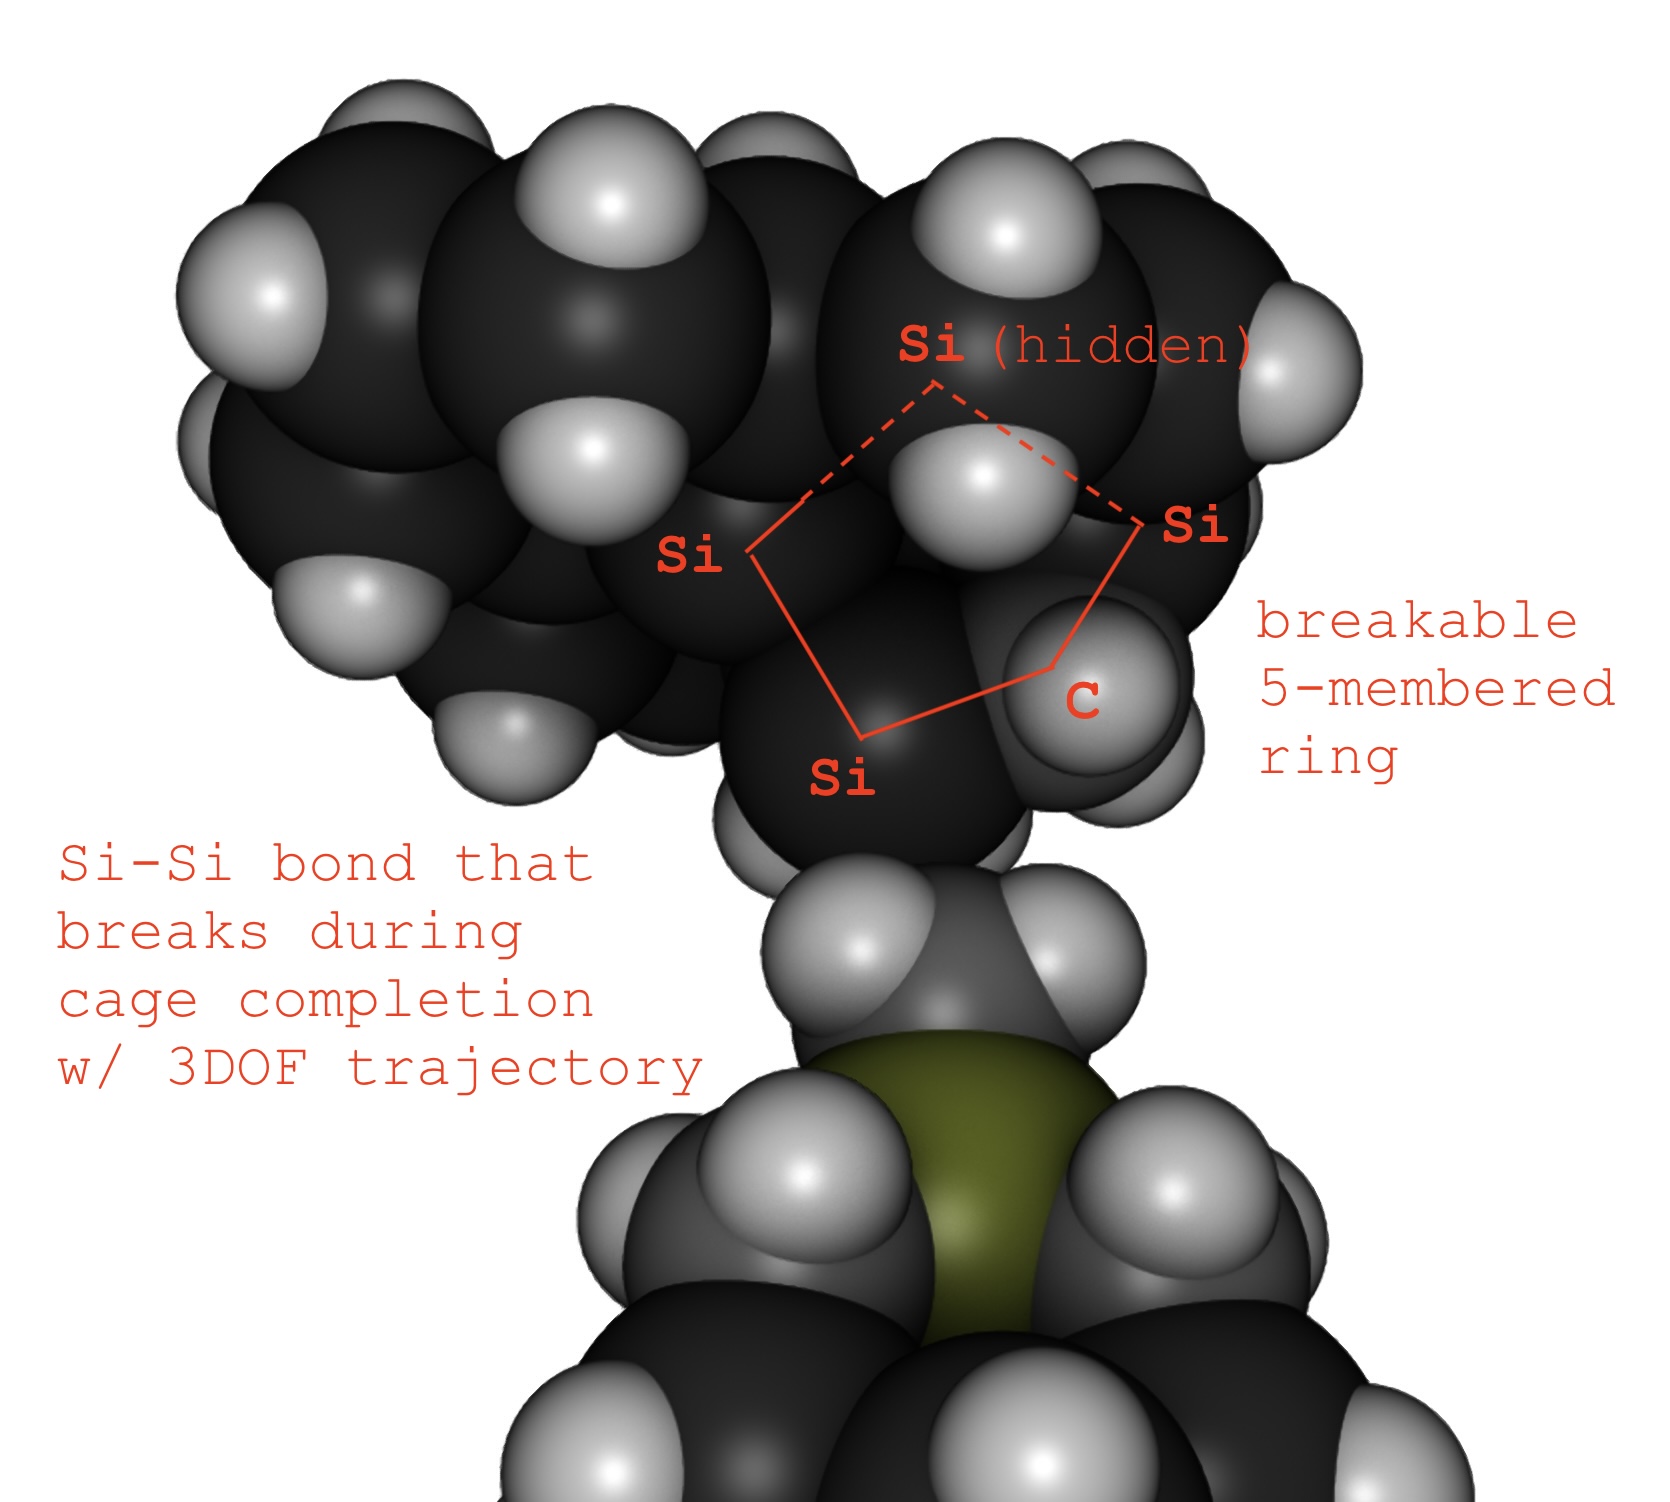 Si (hidden)
Si
Si
C
Si
breakable
5-membered
ring
Si-Si bond that
breaks during
cage completion
w/ 3DOF trajectory